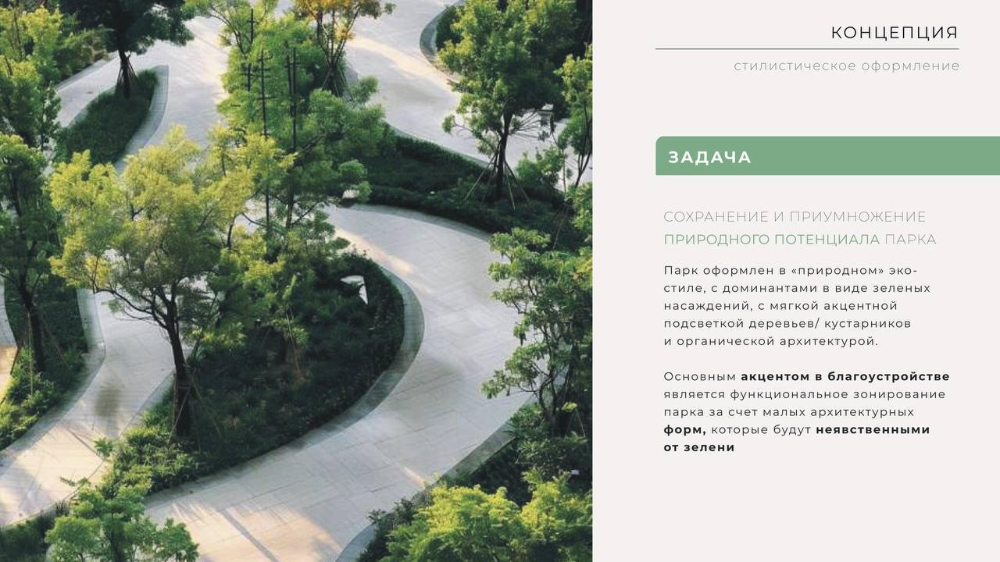 КОНЦЕПЦИЯ
стилистическое оформление
ЗАДАЧА
СОХРАНЕНИЕ И ПРИУМНОЖЕНИЕ
ПРИРОДНОГО ПОТЕНЦИАЛА ПАРКА
Парк оформлен в «природном» эко-
стиле, с доминантами в виде зеленых
насаждений, с мягкой акцентной
подсветкой деревьев/ кустарников
и органической архитектурой.
Основным акцентом в благоустройстве
является функциональное зонирование
парка за счет малых архитектурных
форм, которые будут неявственными
от зелени